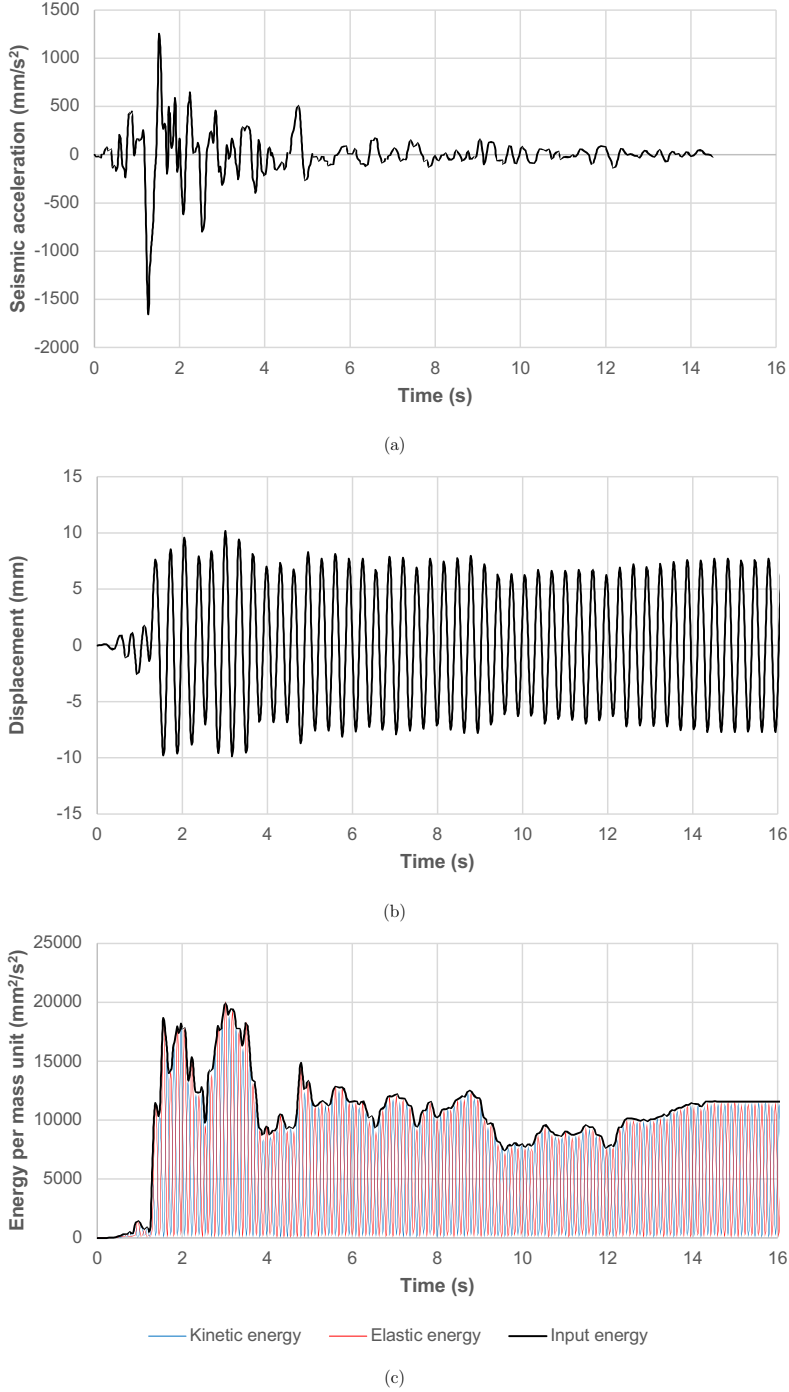 1500
1000
500
0
-500
-1000
-1500
-2000
Seismic acceleration (mm/s²)
0 2 4 6 8 10 12 14 16
Time (s)
(a)
15
10
5
0
-5
-10
-15
Displacement (mm)
0 2 4 6 8 10 12 14 16
Time (s)
(b)
25000
20000
15000
10000
5000
0
Energy per mass unit (mm²/s²)
0 2 4 6 8 10 12 14 16
Time (s)
Kinetic energy Elastic energy Input energy
(c)